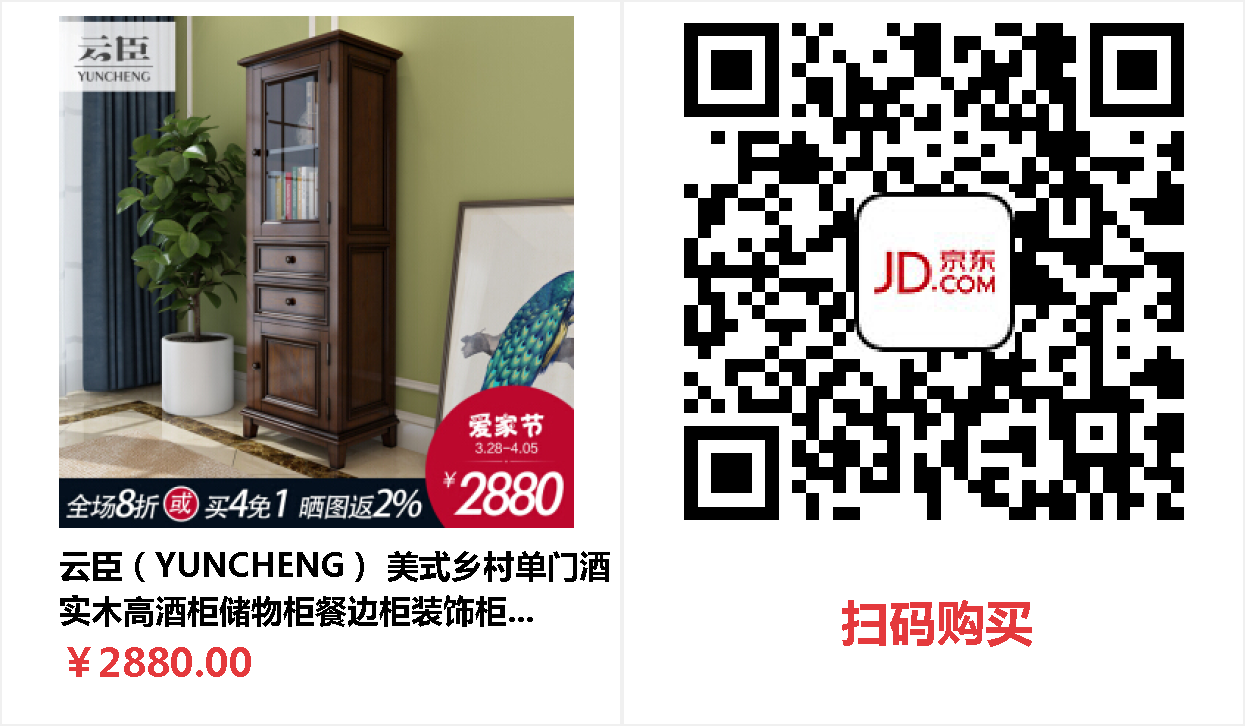 云臣
YUNCHENG
爱家节
3.28-4.05
¥2880
全场8折或买4免1 晒图返2%
云臣（YUNCHENG） 美式乡村单门酒
实木高酒柜储物柜餐边柜装饰柜...
￥2880.00
JD.COM 京东
扫码购买